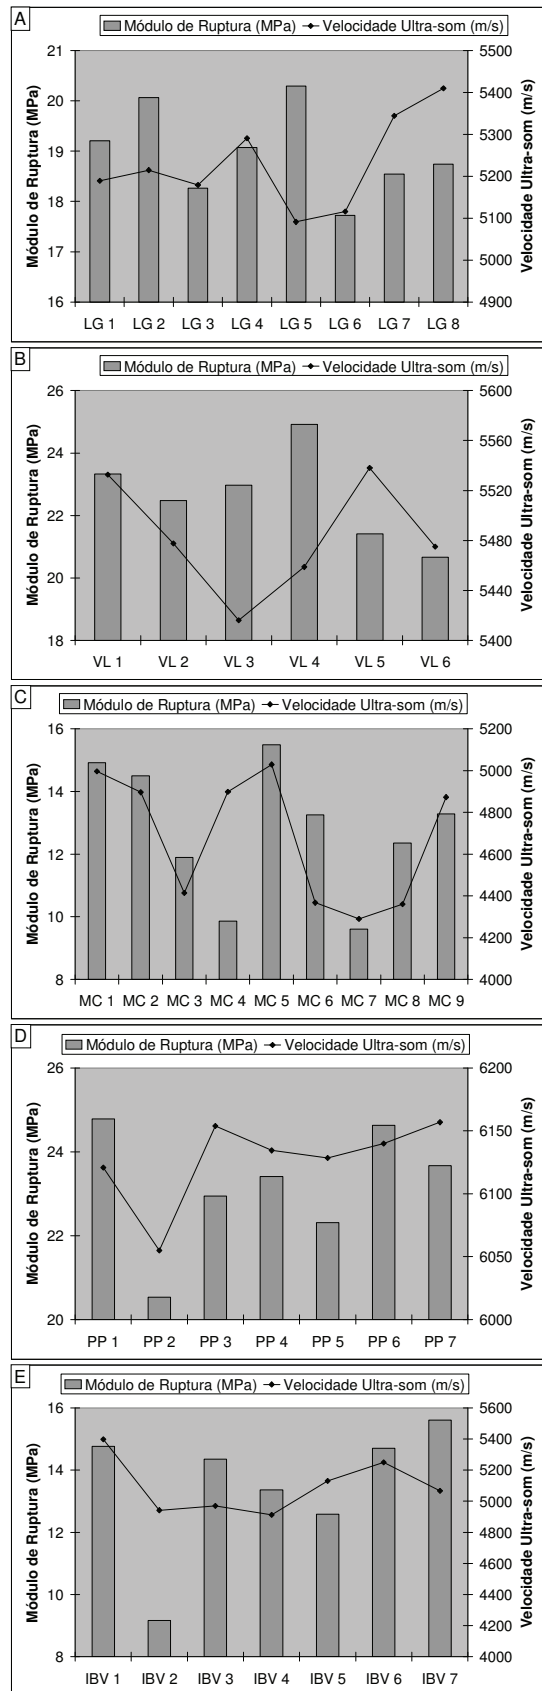 A
Módulo de Ruptura (MPa) Velocidade Ultra-som (m/s)
21 5500
20 5400
5300
19 5200
18 5100
17 5000
16 4900
Módulo de Ruptura (MPa)
Velocidade Ultra-som (m/s)
LG 1 LG 2 LG 3 LG 4 LG 5 LG 6 LG 7 LG 8
B
Módulo de Ruptura (MPa) Velocidade Ultra-som (m/s)
26 5600
24 5560
5520
22 5480
20 5440
18 5400
Módulo de Ruptura (MPa)
Velocidade Ultra-som (m/s)
VL 1 VL 2 VL 3 VL 4 VL 5 VL 6
C
Módulo de Ruptura (MPa) Velocidade Ultra-som (m/s)
16 5200
14 5000
4800
12 4600
10 4400
4200
8 4000
Módulo de Ruptura (MPa)
Velocidade Ultra-som (m/s)
MC 1 MC 2 MC 3 MC 4 MC 5 MC 6 MC 7 MC 8 MC 9
D
Módulo de Ruptura (MPa) Velocidade Ultra-som (m/s)
26 6200
24 6150
6100
22 6050
20 6000
Módulo de Ruptura (MPa)
Velocidade Ultra-som (m/s)
PP 1 PP 2 PP 3 PP 4 PP 5 PP 6 PP 7
E
Módulo de Ruptura (MPa) Velocidade Ultra-som (m/s)
16 5600
5400
14 5200
5000
12 4800
4600
10 4400
4200
8 4000
Módulo de Ruptura (MPa)
Velocidade Ultra-som (m/s)
IBV 1 IBV 2 IBV 3 IBV 4 IBV 5 IBV 6 IBV 7